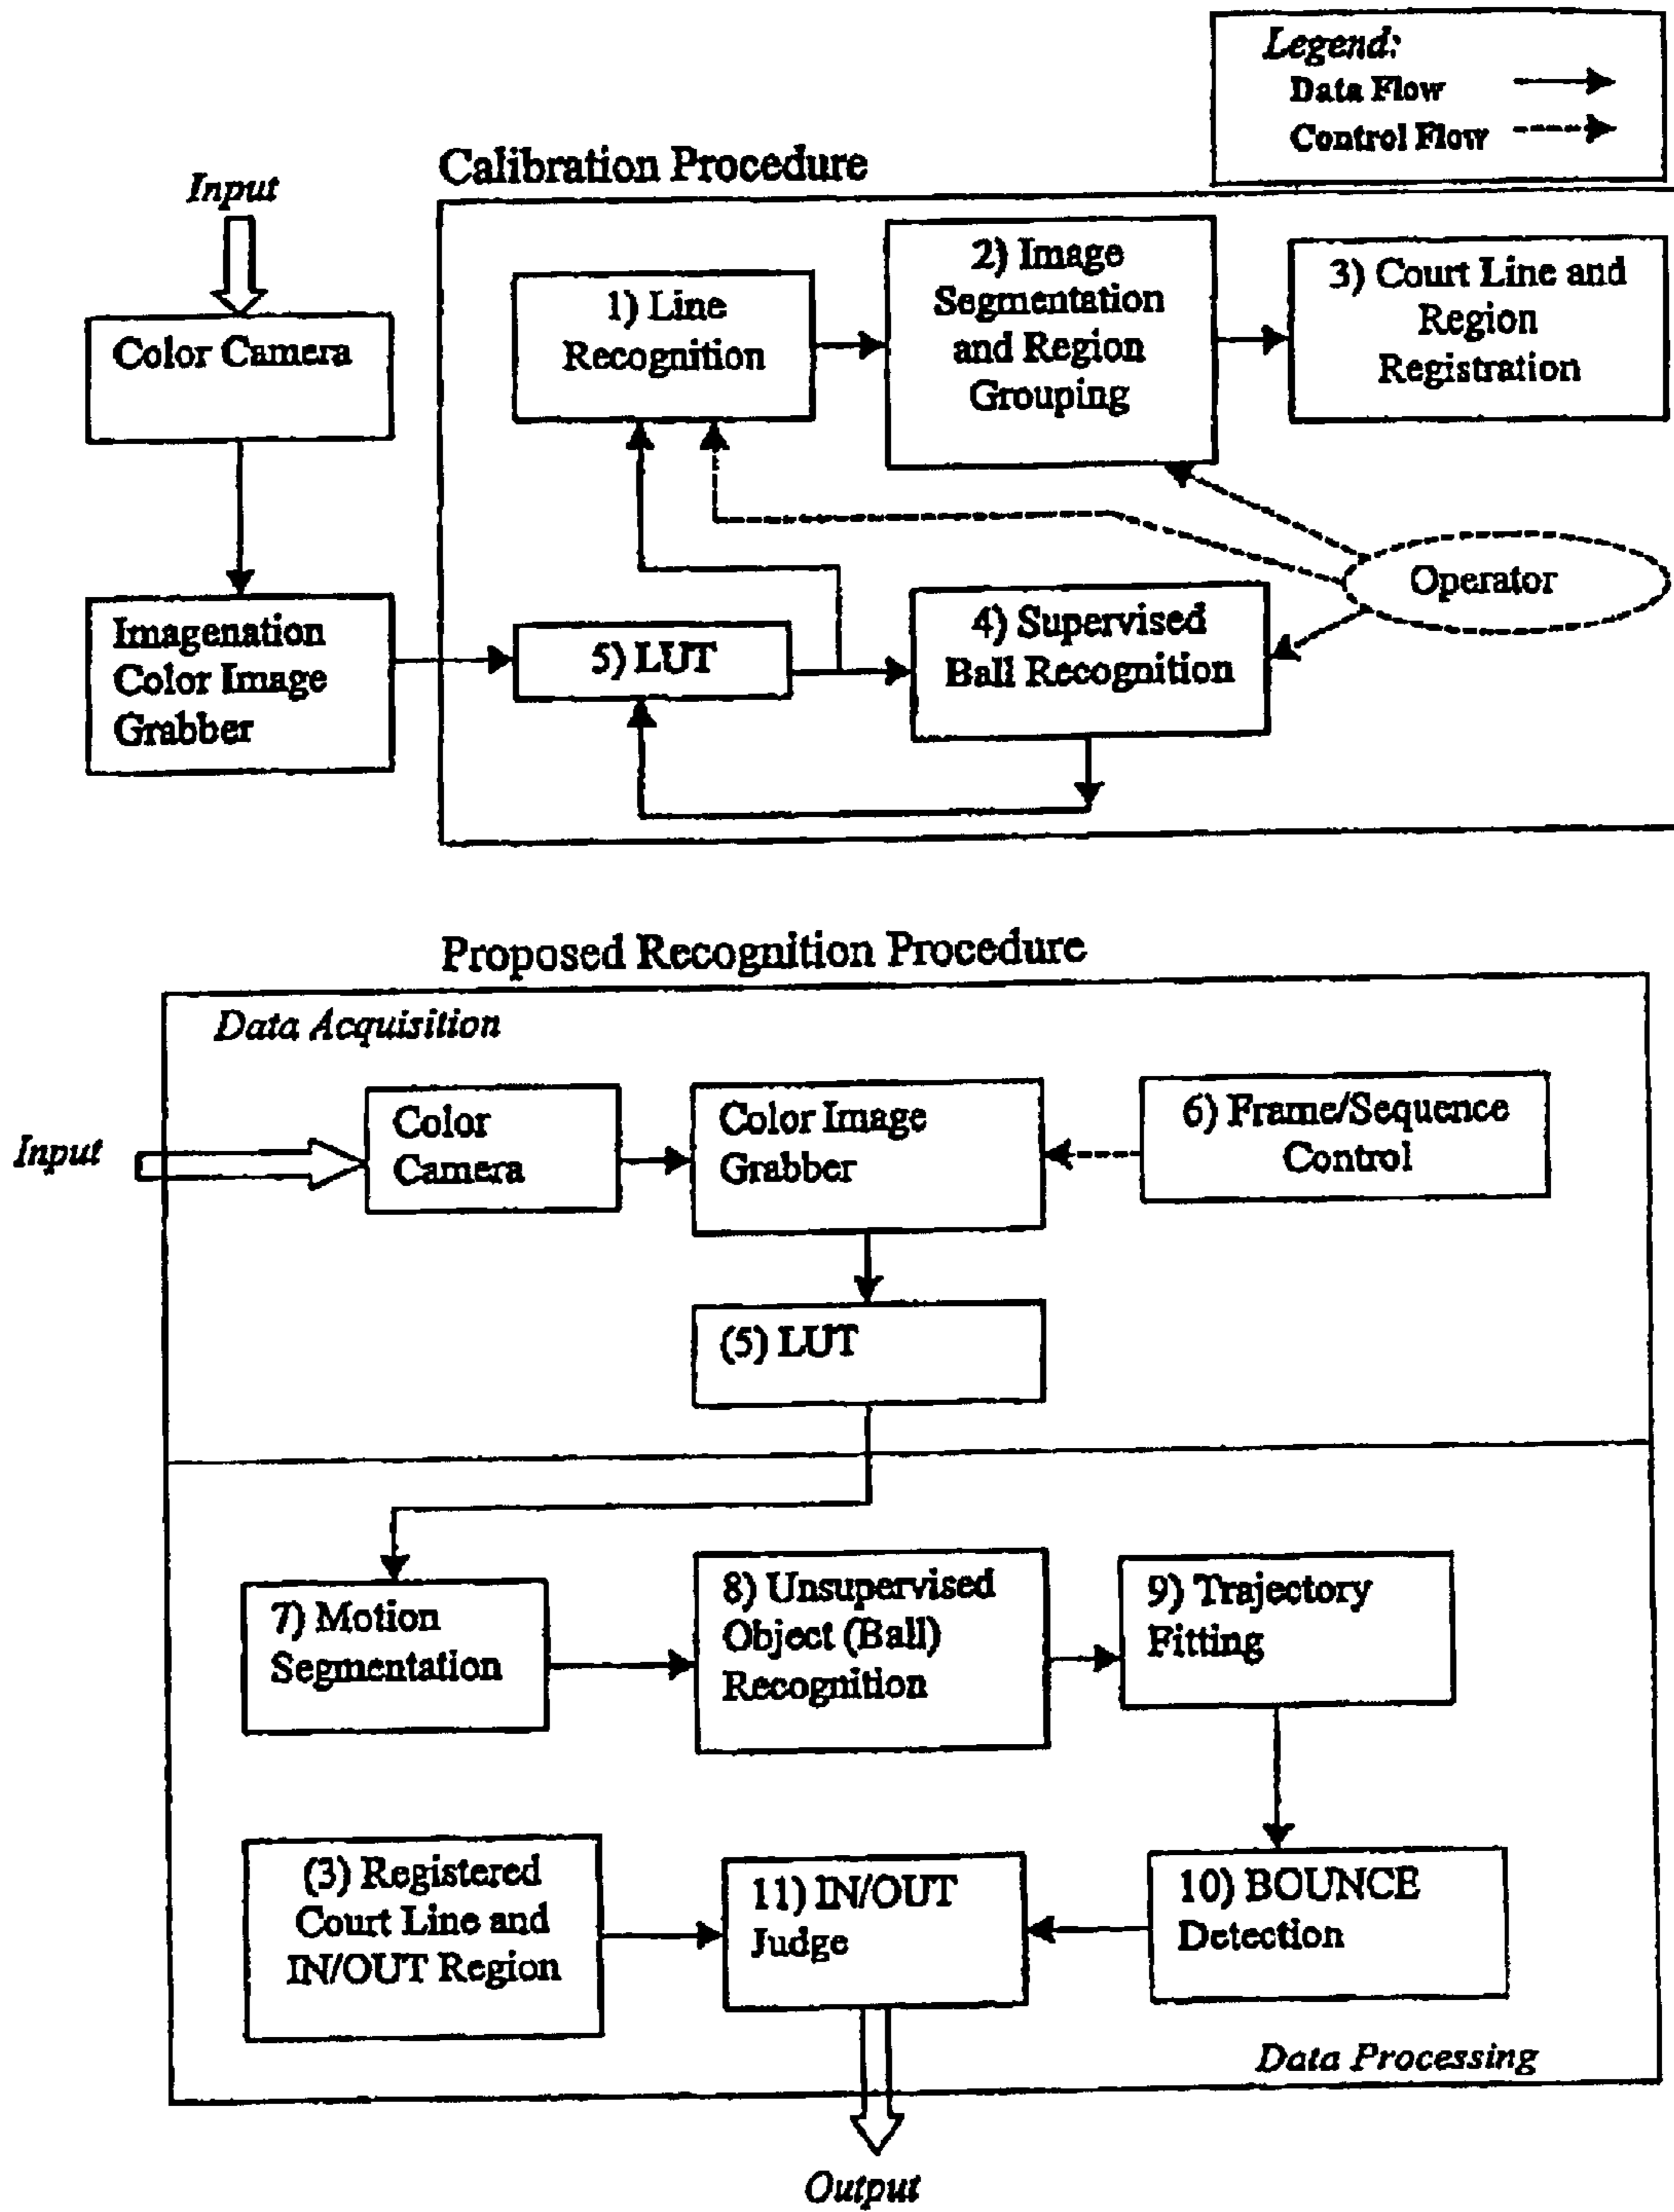 Legend:
Data Flow
Control Flow
Calibration Procedure
Input
Color Camera
1) Line
Recognition
2) Image
Segmentation
and Region
Grouping
3) Court Line and
Region
Registration
Operator
Imagenation
Color Image
Grabber
5) LUT
4) Supervised
Ball Recognition
Proposed Recognition Procedure
Data Acquisition
Input
Color
Camera
Color Image
Grabber
6) Frame/Sequence
Control
(5) LUT
7) Motion
Segmentation
8) Unsupervised
Object (Ball)
Recognition
9) Trajectory
Fitting
(3) Registered
Court Line and
IN/OUT Region
11) IN/OUT
Judge
10) BOUNCE
Detection
Data Processing
Output